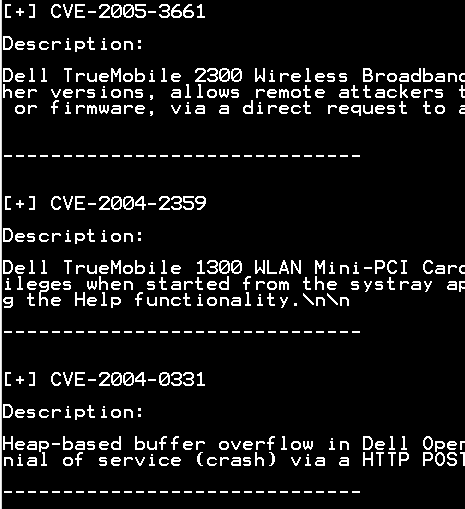 [+] CVE-2005-3661
Description:
Dell TrueMobile 2300 Wireless Broadband
her versions, allows remote attackers t
or firmware, via a direct request to a
------------------------------
[+] CVE-2004-2359
Description:
Dell TrueMobile 1300 WLAN Mini-PCI Card
ileges when started from the systray ap
g the Help functionality.\n\n
------------------------------
[+] CVE-2004-0331
Description:
Heap-based buffer overflow in Dell Open
nial of service (crash) via a HTTP POST
------------------------------